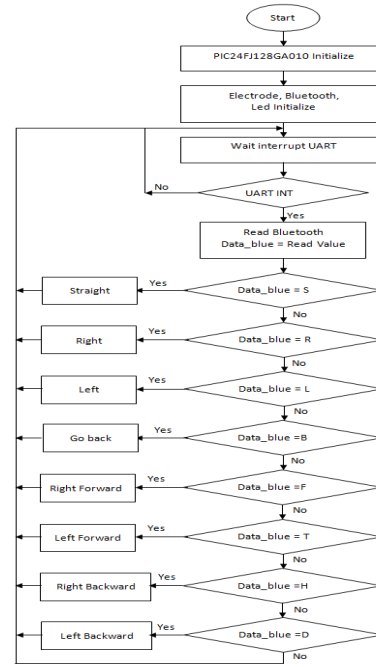 Start
PIC24FJ128GA010 Initialize
Electrode, Bluetooth,
Led Initialize
Wait interrupt UART
No
UART INT
Yes
Read Bluetooth
Data_blue = Read Value
Straight
Yes
Data_blue = S
No
Right
Yes
Data_blue = R
No
Left
Yes
Data_blue = L
No
Go back
Yes
Data_blue =B
No
Right Forward
Yes
Data_blue =F
No
Left Forward
Yes
Data_blue = T
No
Right Backward
Yes
Data_blue =H
No
Left Backward
Yes
Data_blue =D
No